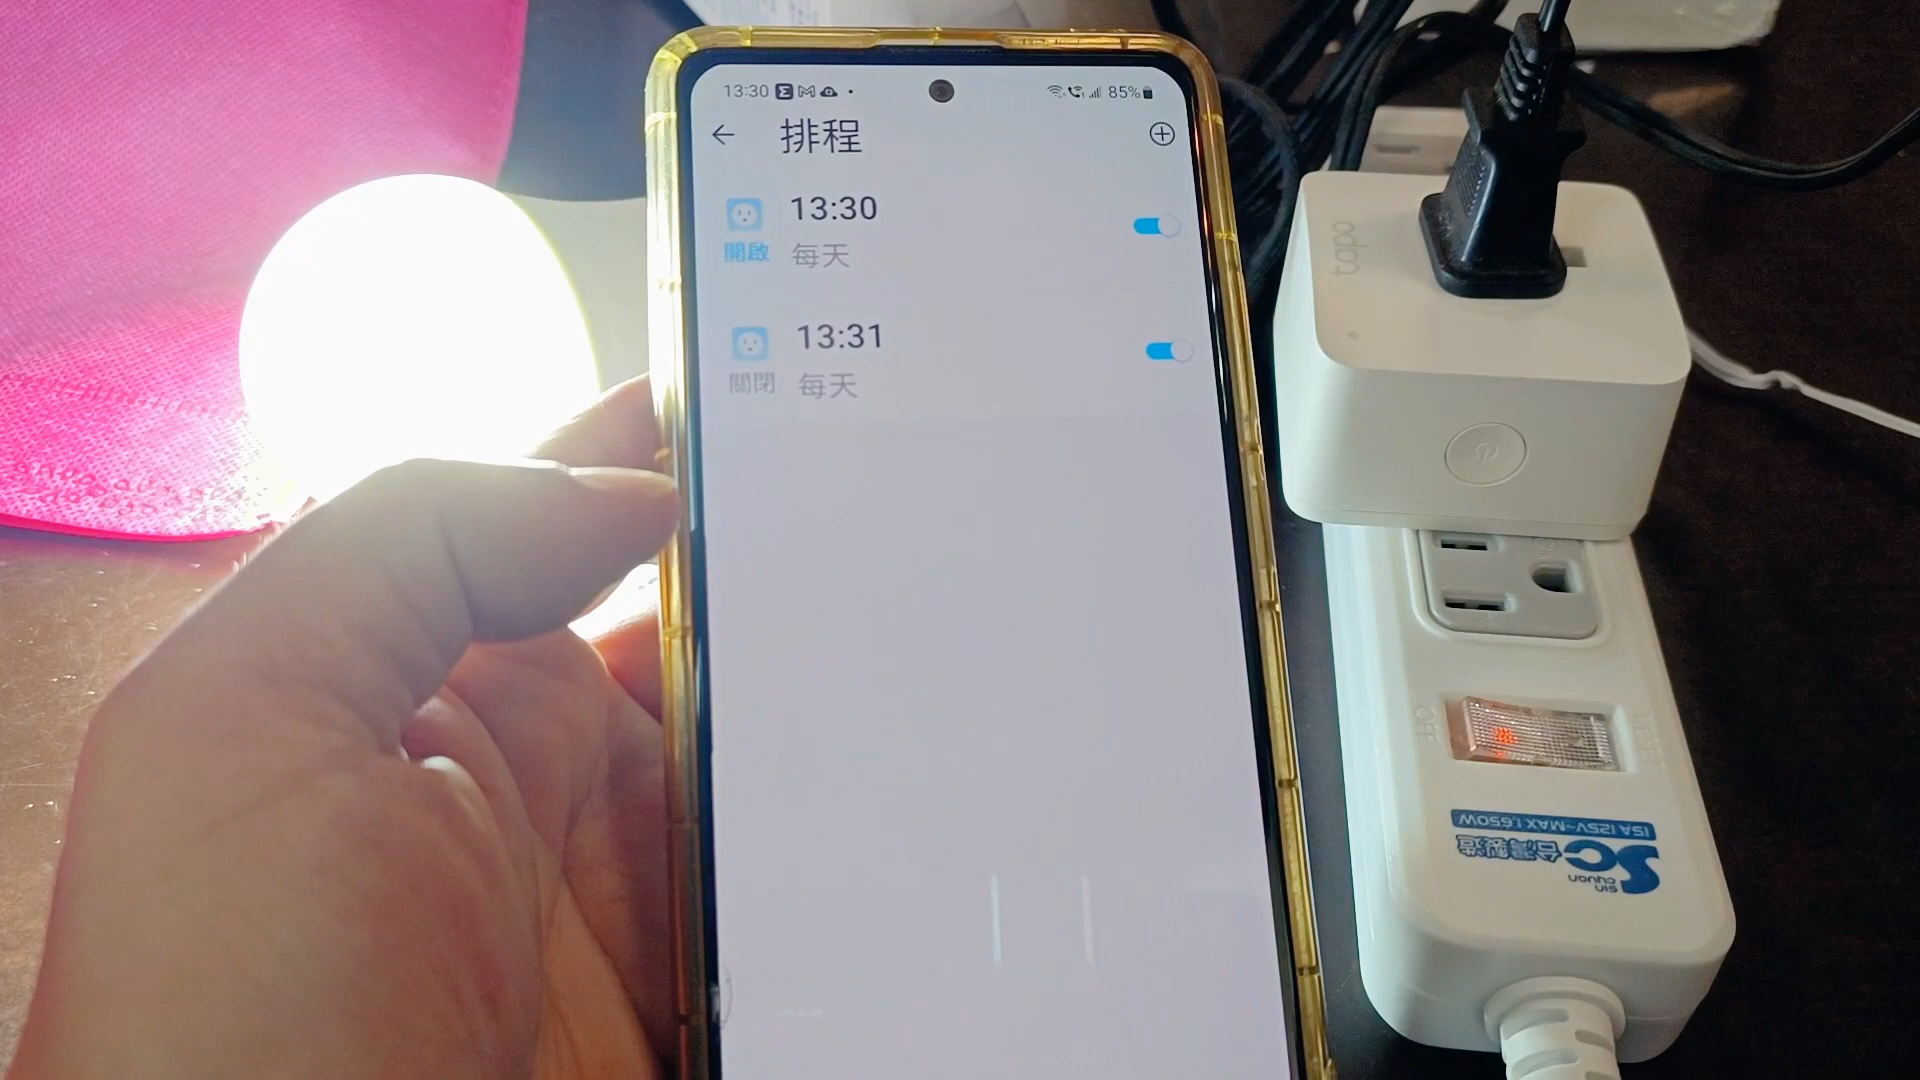 13:30 85%
排程
13:30
開啟 每天
13:31
關閉 每天
tapo
OFF
15A 125V~MAX 1,650W
台灣製造
sin
cyuan